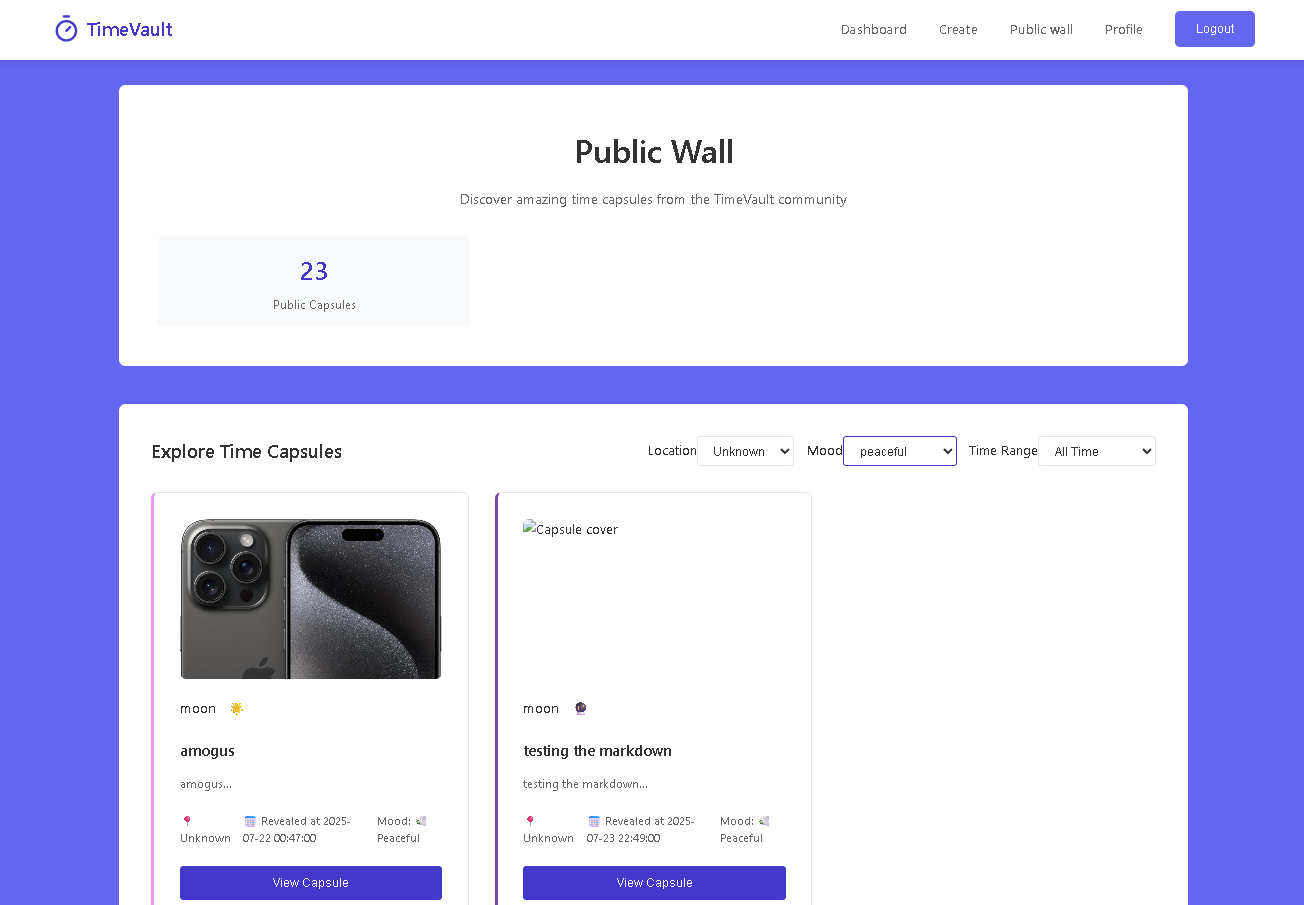 TimeVault
Dashboard Create Public wall Profile Logout
Public Wall
Discover amazing time capsules from the TimeVault community
23
Public Capsules
Explore Time Capsules
Location Unknown Mood peaceful Time Range All Time
Capsule cover
moon
amogus
amogus...
📍 Unknown
🗓️ Revealed at 2025-
07-22 00:47:00
Mood: 🕊️
Peaceful
View Capsule
moon
testing the markdown
testing the markdown...
📍 Unknown
🗓️ Revealed at 2025-
07-23 22:49:00
Mood: 🕊️
Peaceful
View Capsule